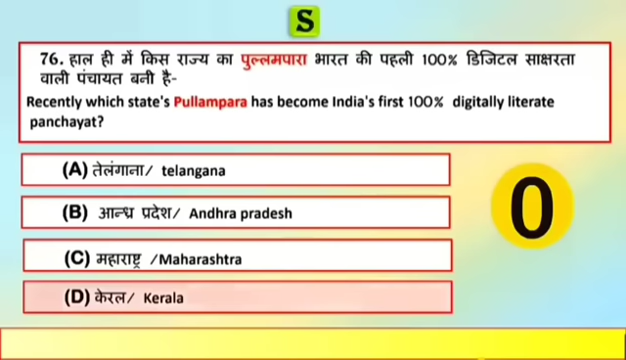 S
76. हाल ही में किस राज्य का पुल्लमपारा भारत की पहली 100% डिजिटल साक्षरता
वाली पंचायत बनी है-
Recently which state's Pullampara has become India's first 100% digitally literate
panchayat?
(A) तेलंगाना/ telangana
(B) आन्ध्र प्रदेश/ Andhra pradesh
(C) महाराष्ट्र /Maharashtra
(D) केरल/ Kerala
0